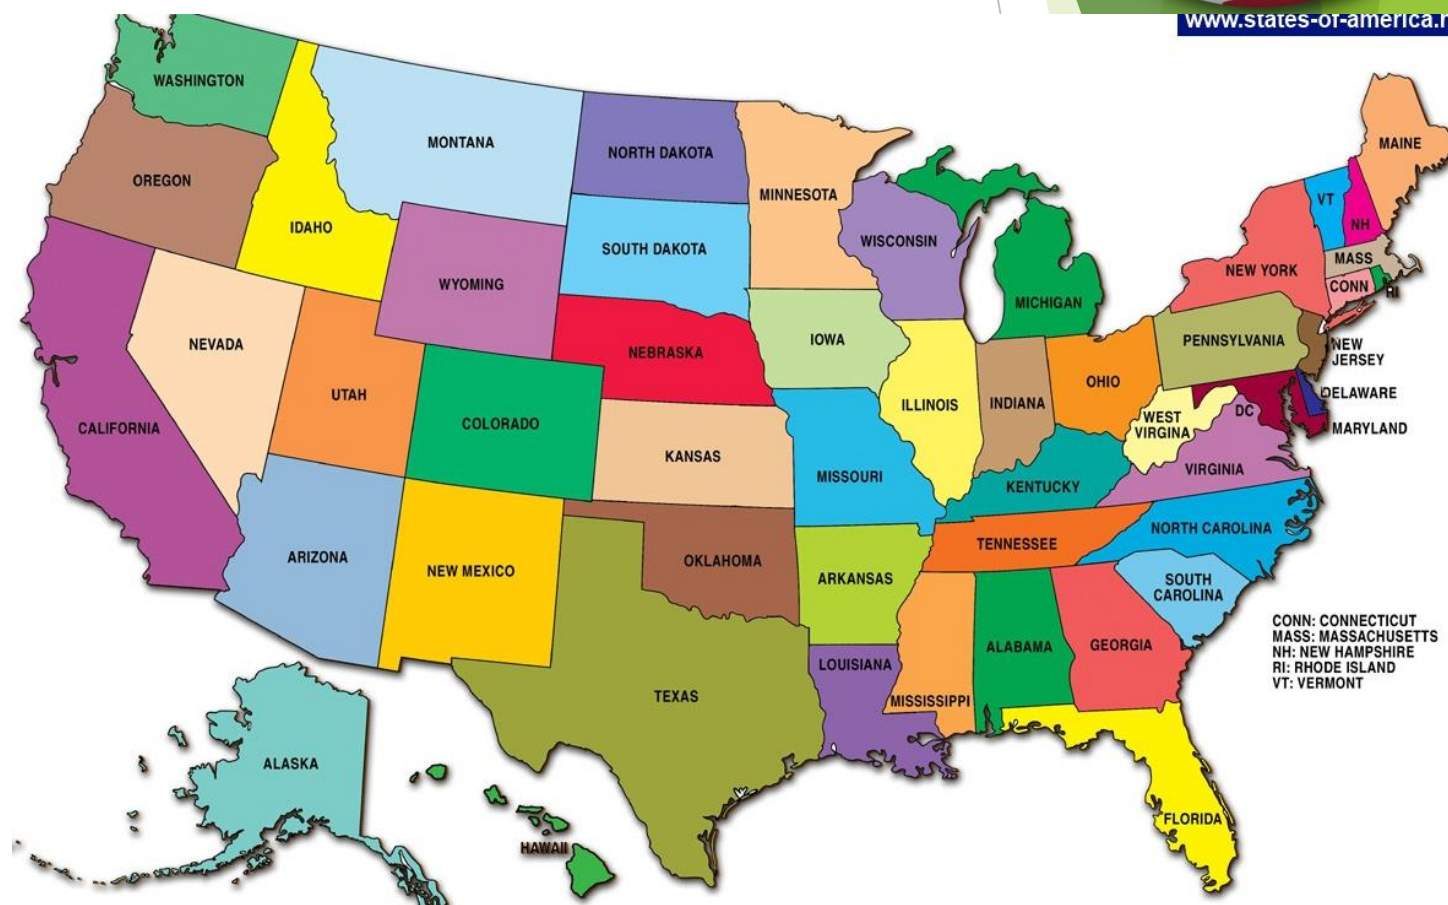 www.states-of-america.
WASHINGTON
MONTANA
NORTH DAKOTA
MINNESOTA
MAINE
OREGON
IDAHO
VT
NH
SOUTH DAKOTA
WISCONSIN
MASS
NEW YORK
WYOMING
MICHIGAN
CONN
RI
NEVADA
NEBRASKA
IOWA
PENNSYLVANIA
NEW
JERSEY
UTAH
COLORADO
ILLINOIS
INDIANA
OHIO
DELAWARE
CALIFORNIA
KANSAS
MISSOURI
WEST
VIRGINA
DC
MARYLAND
KENTUCKY
VIRGINIA
ARIZONA
NEW MEXICO
OKLAHOMA
ARKANSAS
TENNESSEE
NORTH CAROLINA
SOUTH
CAROLINA
TEXAS
LOUISIANA
MISSISSIPPI
ALABAMA
GEORGIA
CONN: CONNECTICUT
MASS: MASSACHUSETTS
NH: NEW HAMPSHIRE
RI: RHODE ISLAND
VT: VERMONT
ALASKA
HAWAII
FLORIDA